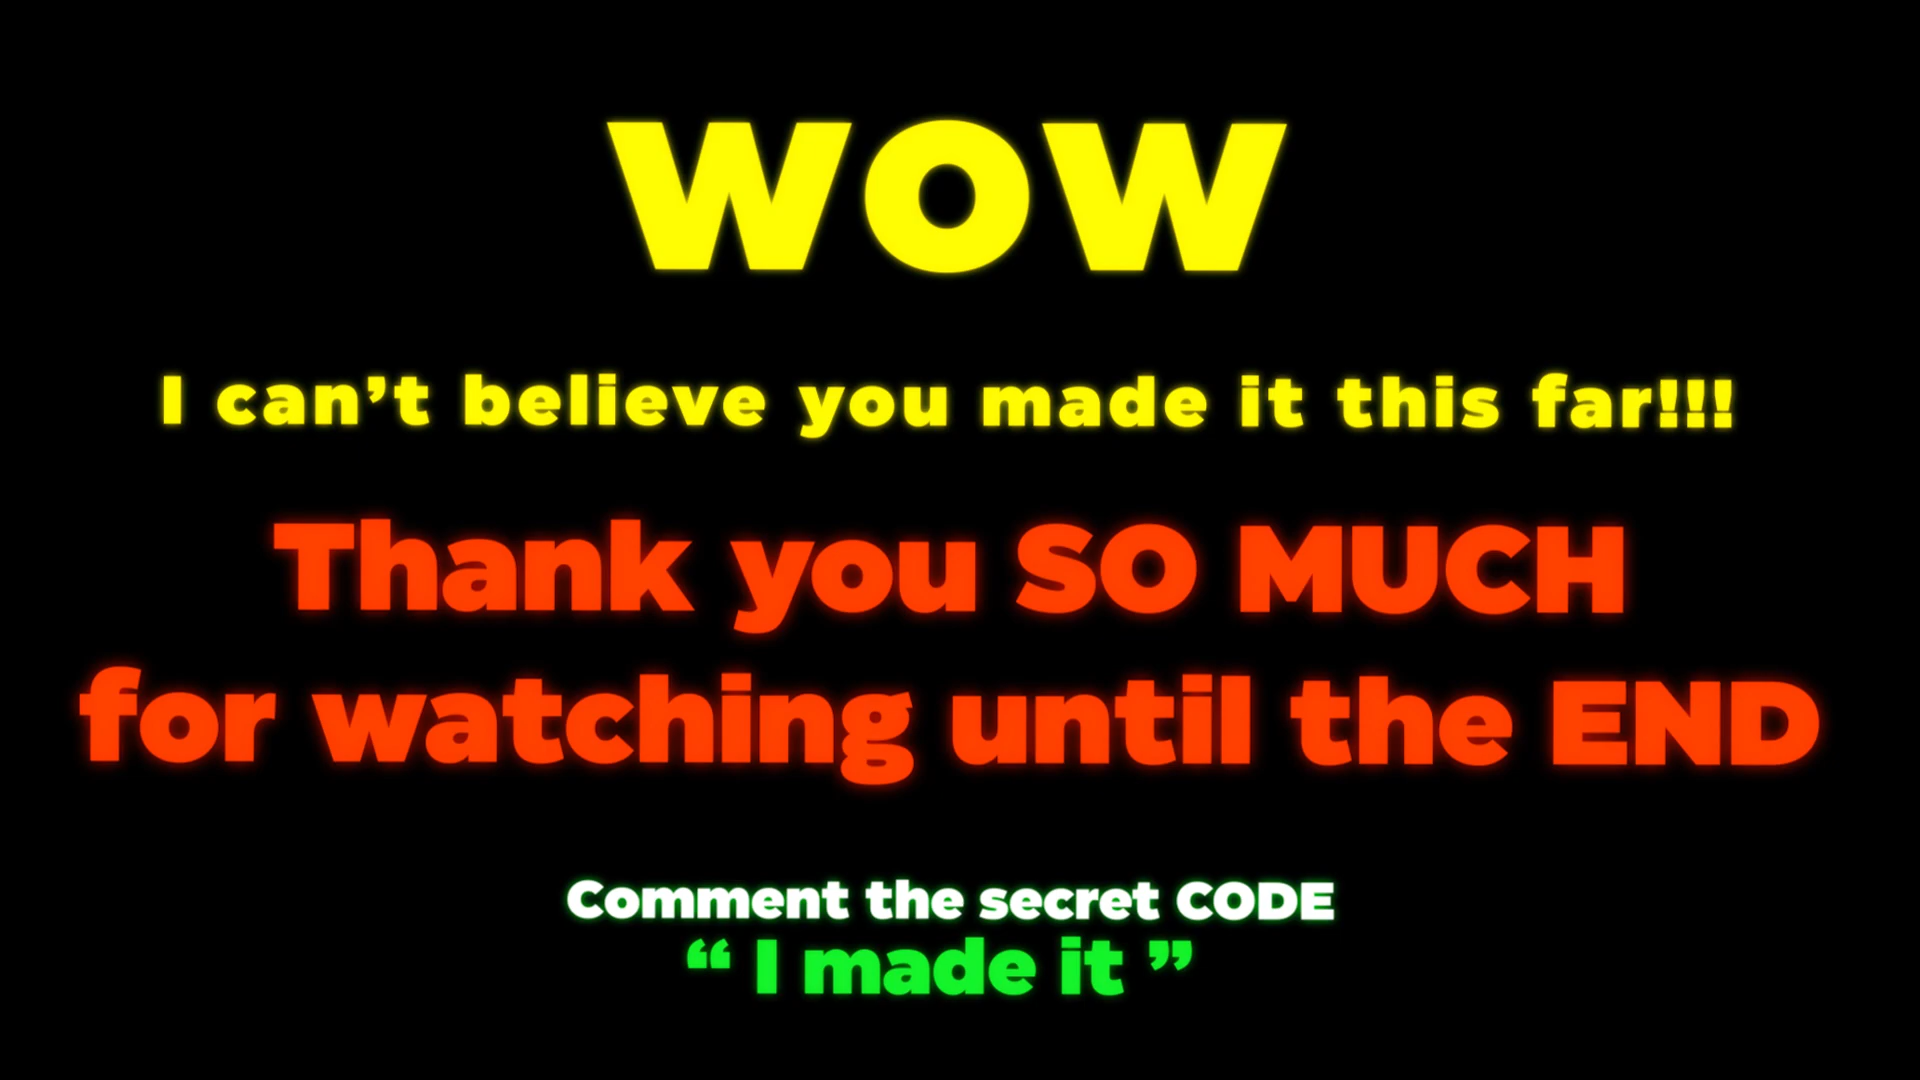 WOW
I can’t believe you made it this far!!!
Thank you SO MUCH
for watching until the END
Comment the secret CODE
“ I made it ”